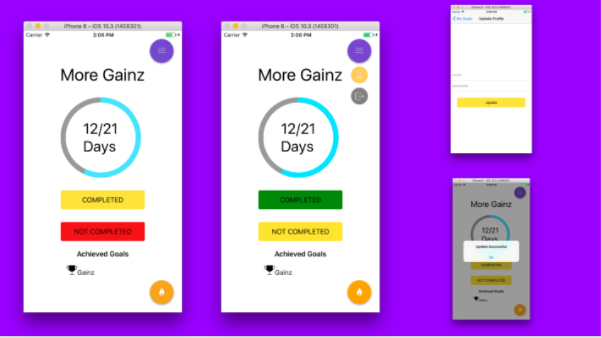 iPhone 6 – iOS 10.3 (14E8301)
Carrier
3:06 PM
More Gainz
12/21
Days
COMPLETED
NOT COMPLETED
Achieved Goals
Gainz
iPhone 6 – iOS 10.3 (14E8301)
Carrier
3:06 PM
More Gainz
12/21
Days
COMPLETED
NOT COMPLETED
Achieved Goals
Gainz
My Goals
Update Profile
Update
More Gainz
12/21
Days
Update Successful
OK
COMPLETED
NOT COMPLETED
Achieved Goals
Gainz